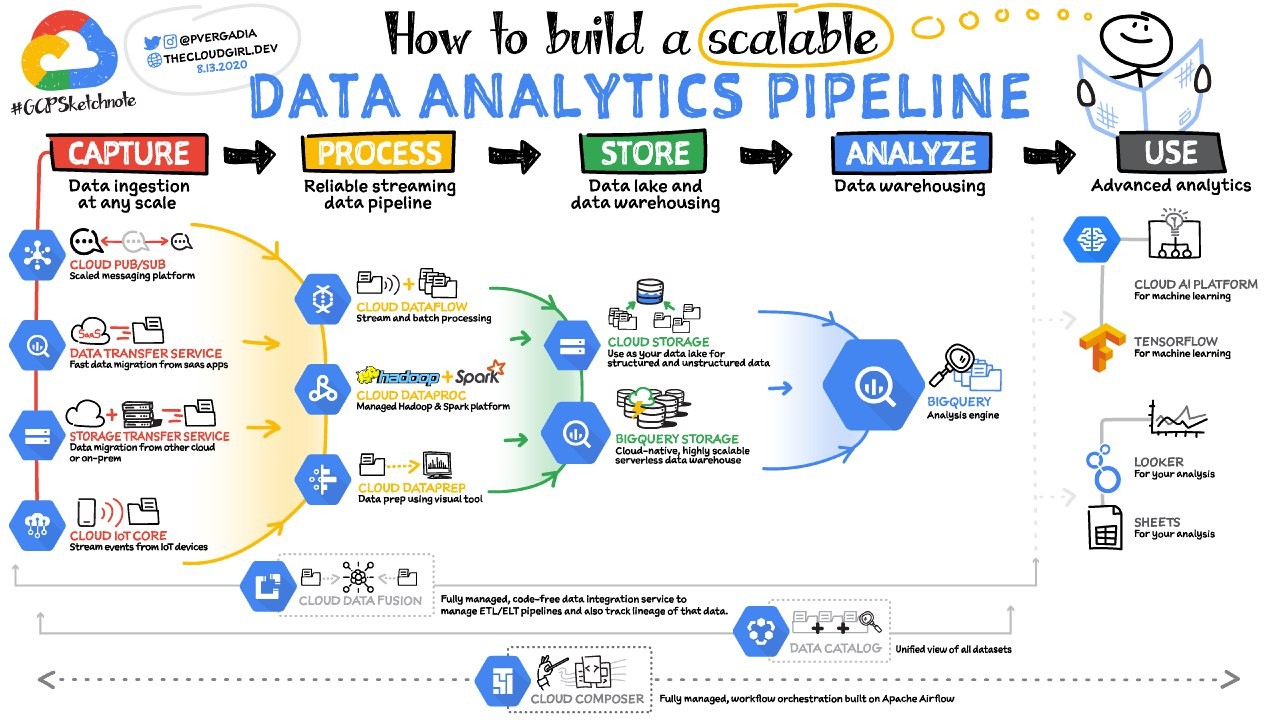 #GCPSketchnote
@PVERGADIA
THECLOUDGIRL.DEV
8.13.2020
How to build a scalable
DATA ANALYTICS PIPELINE
CAPTURE
Data ingestion
at any scale
PROCESS
Reliable streaming
data pipeline
STORE
Data lake and
data warehousing
ANALYZE
Data warehousing
USE
Advanced analytics
CLOUD PUB/SUB
Scaled messaging platform
SaaS
DATA TRANSFER SERVICE
Fast data migration from saas apps
STORAGE TRANSFER SERVICE
Data migration from other cloud
or on-prem
CLOUD IoT CORE
Stream events from IoT devices
CLOUD DATAFLOW
Stream and batch processing
hadoop + Spark
CLOUD DATAPROC
Managed Hadoop & Spark platform
CLOUD DATAPREP
Data prep using visual tool
CLOUD STORAGE
Use as your data lake for
structured and unstructured data
BIGQUERY STORAGE
Cloud-native, highly scalable
serverless data warehouse
BIGQUERY
Analysis engine
CLOUD AI PLATFORM
For machine learning
TENSORFLOW
For machine learning
LOOKER
For your analysis
SHEETS
For your analysis
CLOUD DATA FUSION
Fully managed, code-free data integration service to
manage ETL/ELT pipelines and also track lineage of that data.
DATA CATALOG
Unified view of all datasets
CLOUD COMPOSER
Fully managed, workflow orchestration built on Apache Airflow